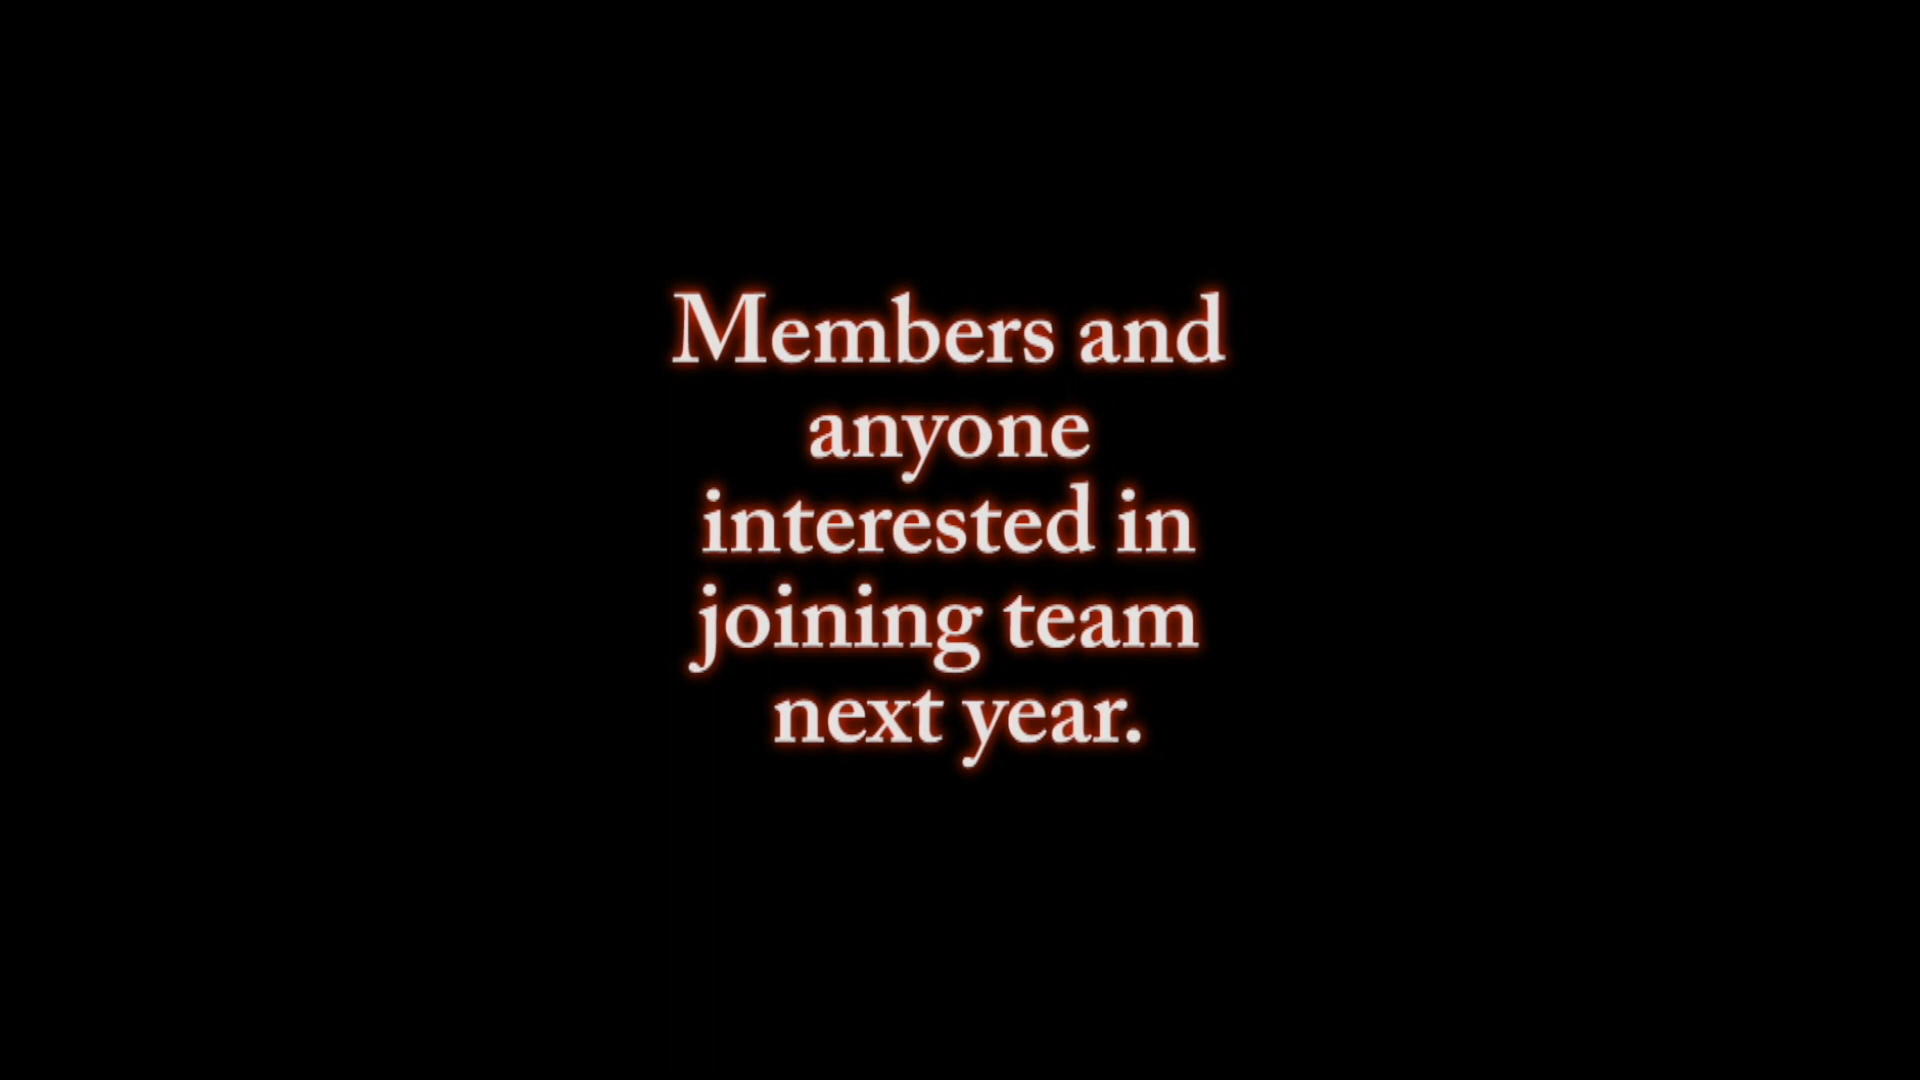 Members and
anyone
interested in
joining team
next year.